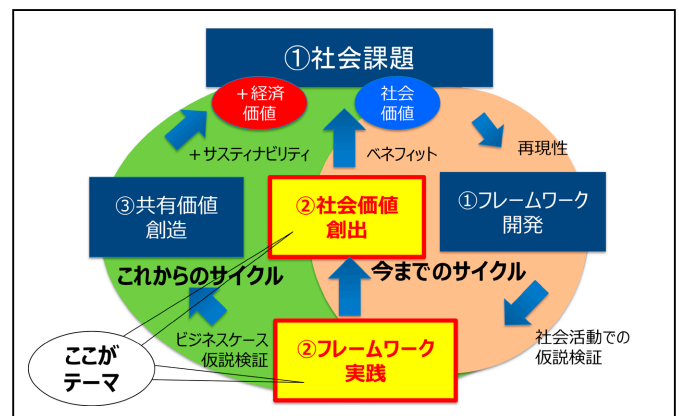 ①社会課題
+経済
価値
社会
価値
+サスティナビリティ
ベネフィット
再現性
③共有価値
創造
②社会価値
創出
①フレームワーク
開発
これからのサイクル
今までのサイクル
ビジネスケース
仮説検証
②フレームワーク
実践
社会活動での
仮説検証
ここが
テーマ